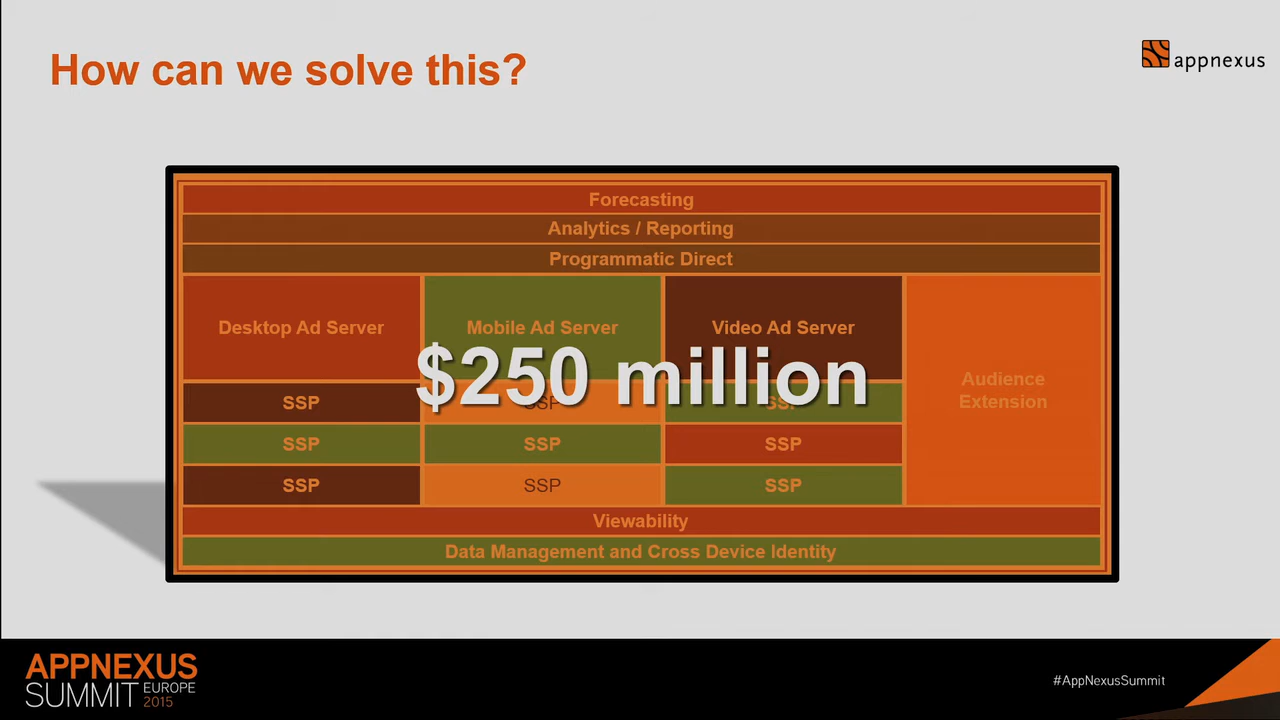 How can we solve this?
appnexus
Forecasting
Analytics / Reporting
Programmatic Direct
Desktop Ad Server
Mobile Ad Server
Video Ad Server
$250 million
Audience
Extension
SSP
SSP
SSP
SSP
SSP
SSP
SSP
SSP
SSP
Viewability
Data Management and Cross Device Identity
APPNEXUS
SUMMIT EUROPE
2015
#AppNexusSummit